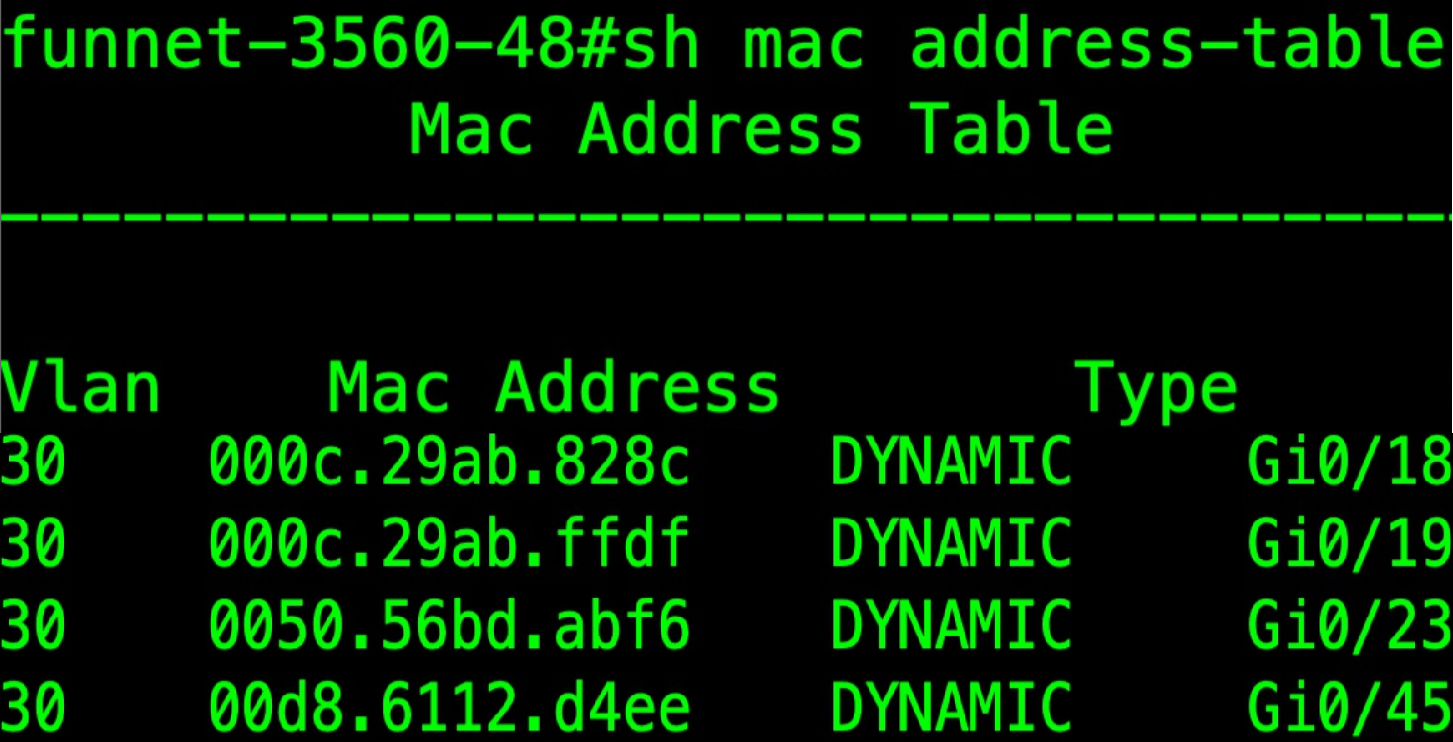 funnet-3560-48#sh mac address-table
Mac Address Table
-----------------------------------
Vlan Mac Address Type
30 000c.29ab.828c DYNAMIC Gi0/18
30 000c.29ab.ffdf DYNAMIC Gi0/19
30 0050.56bd.abf6 DYNAMIC Gi0/23
30 00d8.6112.d4ee DYNAMIC Gi0/45